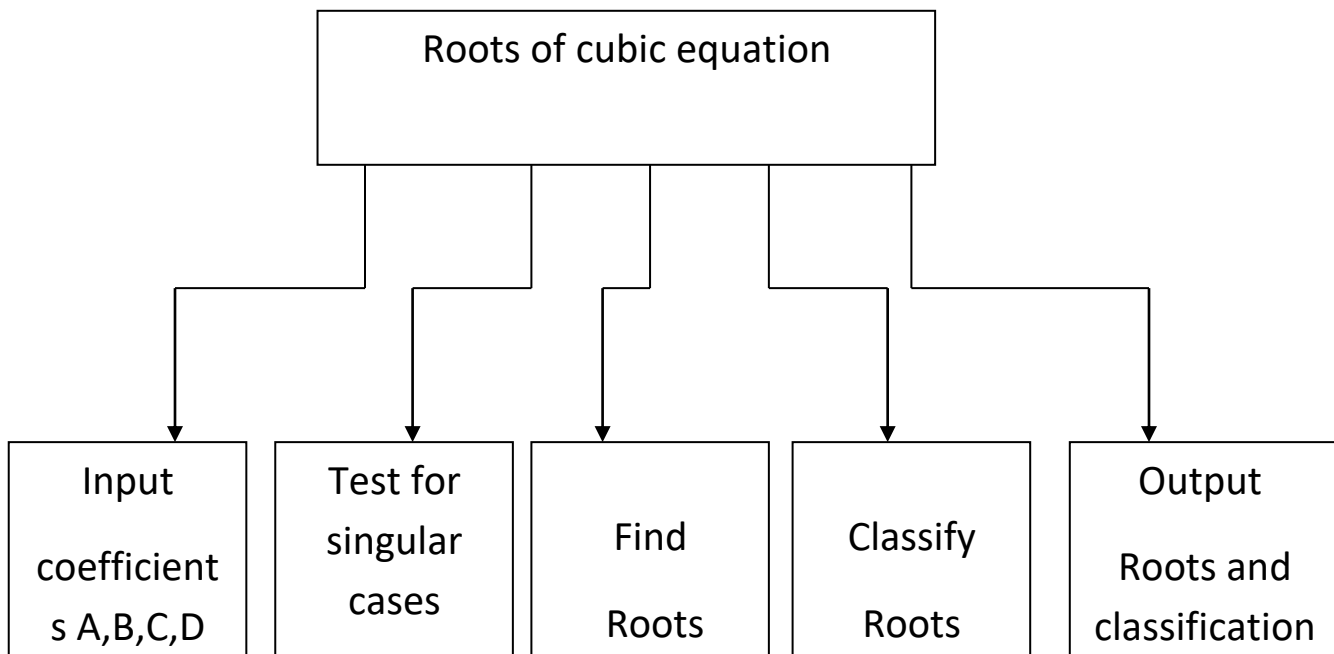 Roots of cubic equation
Input
coefficient
s A,B,C,D
Test for
singular
cases
Find
Roots
Classify
Roots
Output
Roots and
classification